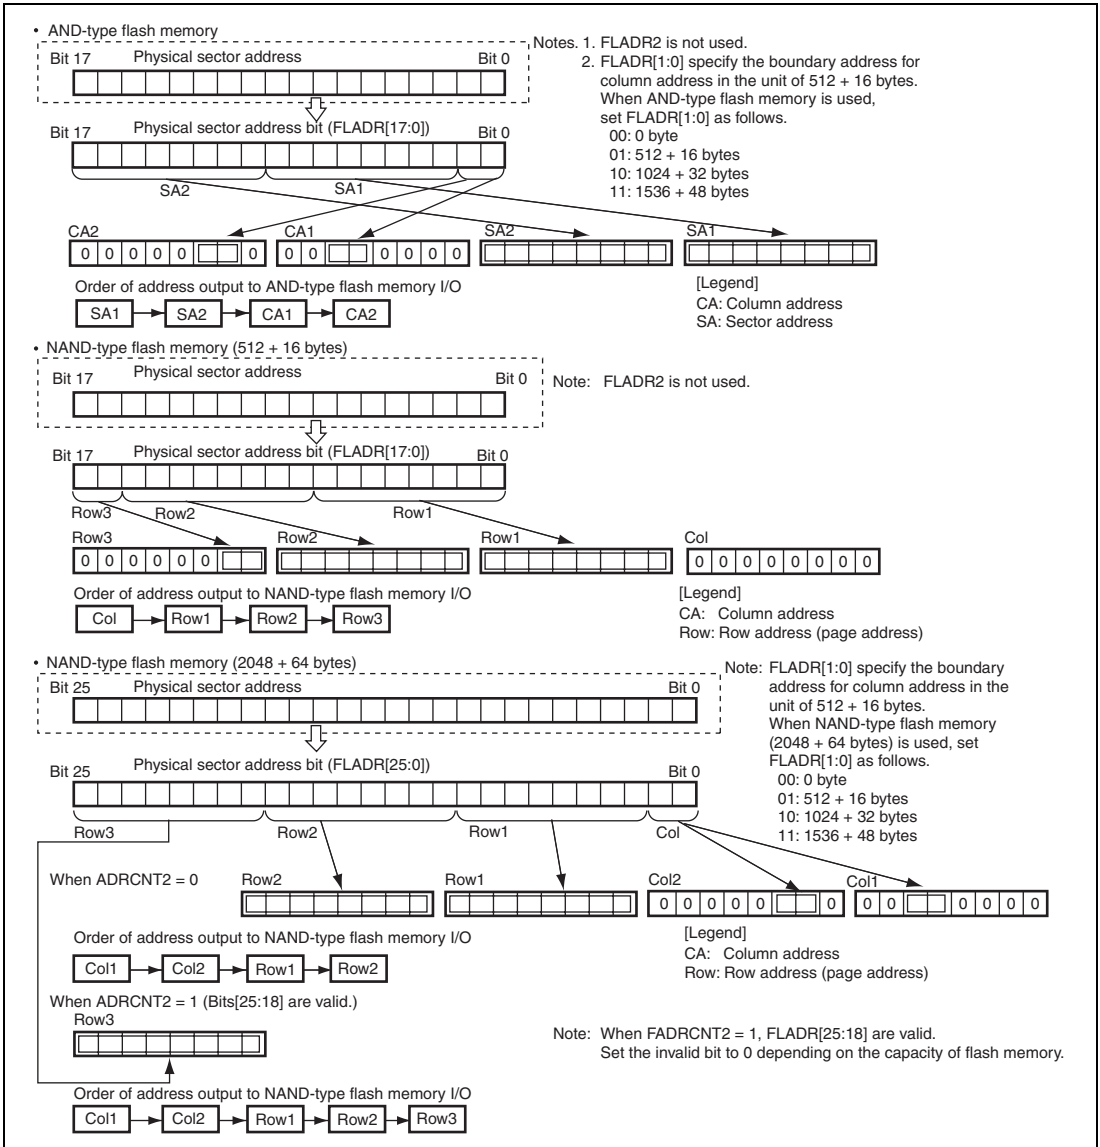 • AND-type flash memory
Bit 17 Physical sector address Bit 0
Notes. 1. FLADR2 is not used.
2. FLADR[1:0] specify the boundary address for
column address in the unit of 512 + 16 bytes.
When AND-type flash memory is used,
set FLADR[1:0] as follows.
00: 0 byte
01: 512 + 16 bytes
10: 1024 + 32 bytes
11: 1536 + 48 bytes
Bit 17 Physical sector address bit (FLADR[17:0]) Bit 0
SA2 SA1
CA2 CA1 SA2 SA1
0 0 0 0 0 0 0 0 0 0 0 0
Order of address output to AND-type flash memory I/O
SA1 SA2 CA1 CA2
[Legend]
CA: Column address
SA: Sector address
• NAND-type flash memory (512 + 16 bytes)
Bit 17 Physical sector address Bit 0
Note: FLADR2 is not used.
Bit 17 Physical sector address bit (FLADR[17:0]) Bit 0
Row3 Row2 Row1
Row3 Row2 Row1 Col
0 0 0 0 0 0 0 0 0 0 0 0 0 0
Order of address output to NAND-type flash memory I/O
Col Row1 Row2 Row3
[Legend]
CA: Column address
Row: Row address (page address)
• NAND-type flash memory (2048 + 64 bytes)
Bit 25 Physical sector address Bit 0
Note: FLADR[1:0] specify the boundary
address for column address in the
unit of 512 + 16 bytes.
When NAND-type flash memory
(2048 + 64 bytes) is used, set
FLADR[1:0] as follows.
00: 0 byte
01: 512 + 16 bytes
10: 1024 + 32 bytes
11: 1536 + 48 bytes
Bit 25 Physical sector address bit (FLADR[25:0]) Bit 0
Row3 Row2 Row1 Col
When ADRCNT2 = 0
Row2 Row1 Col2 Col1
0 0 0 0 0 0 0 0 0 0 0 0
Order of address output to NAND-type flash memory I/O
Col1 Col2 Row1 Row2
[Legend]
CA: Column address
Row: Row address (page address)
When ADRCNT2 = 1 (Bits[25:18] are valid.)
Row3
Note: When FADRCNT2 = 1, FLADR[25:18] are valid.
Set the invalid bit to 0 depending on the capacity of flash memory.
Order of address output to NAND-type flash memory I/O
Col1 Col2 Row1 Row2 Row3